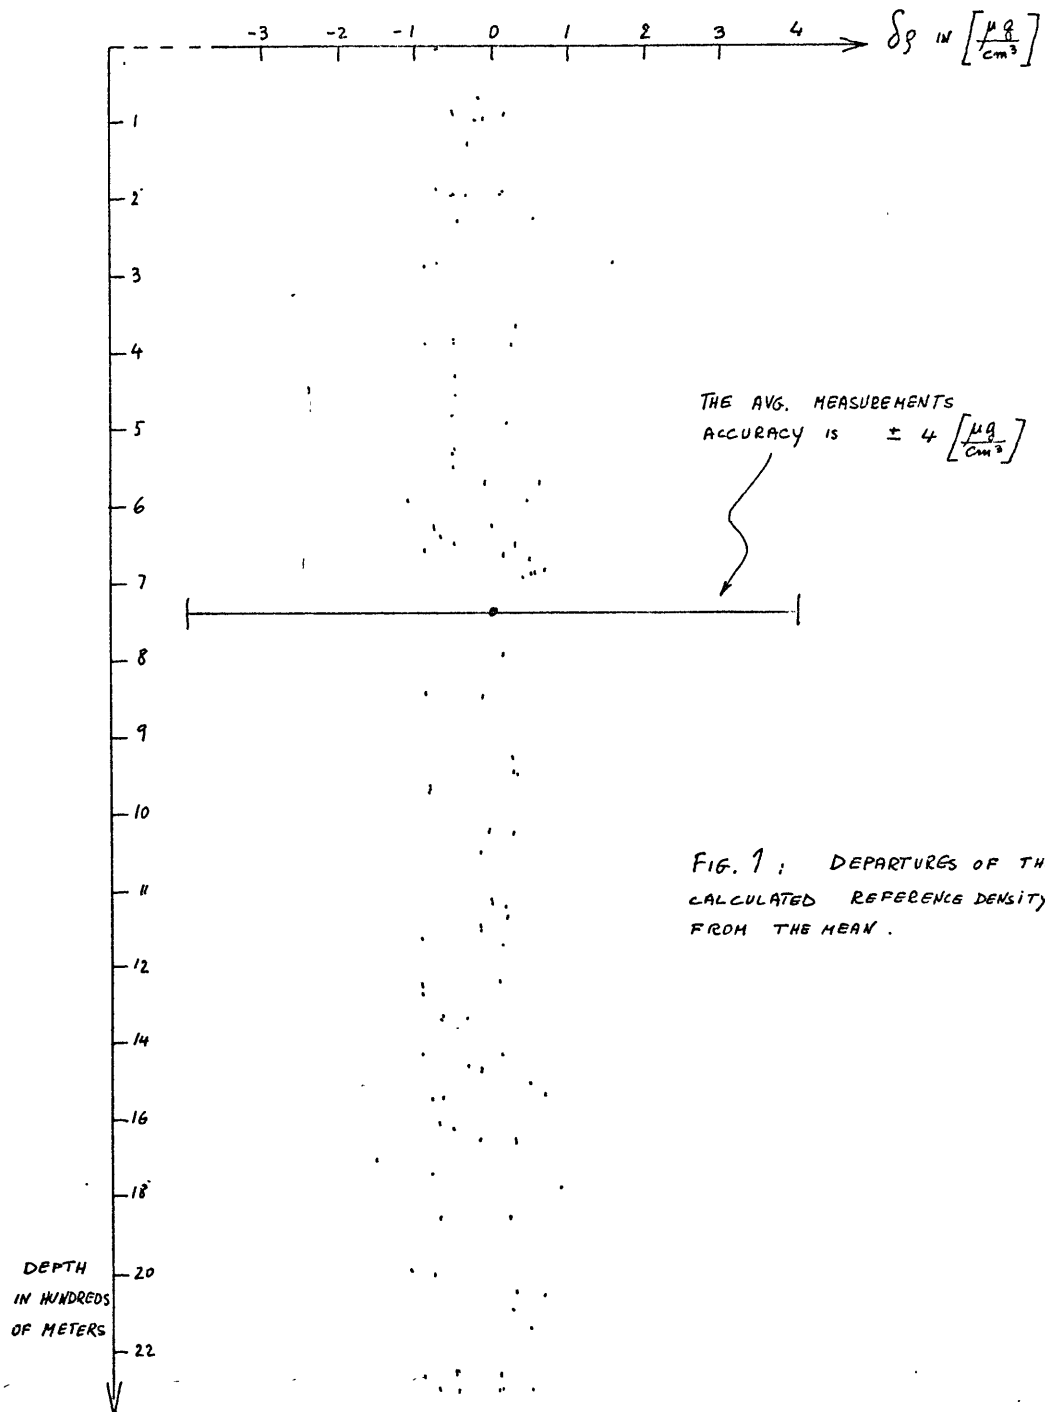 -3 -2 -1 0 1 2 3 4 δρ IN [μg/cm³]
1
2
3
4
5
6
7
8
9
10
11
12
14
16
18
20
22
THE AVG. MEASUREMENTS
ACCURACY IS ± 4 [μg/cm³]
FIG. 1 : DEPARTURES OF TH
CALCULATED REFERENCE DENSITY
FROM THE MEAN .
DEPTH
IN HUNDREDS
OF METERS